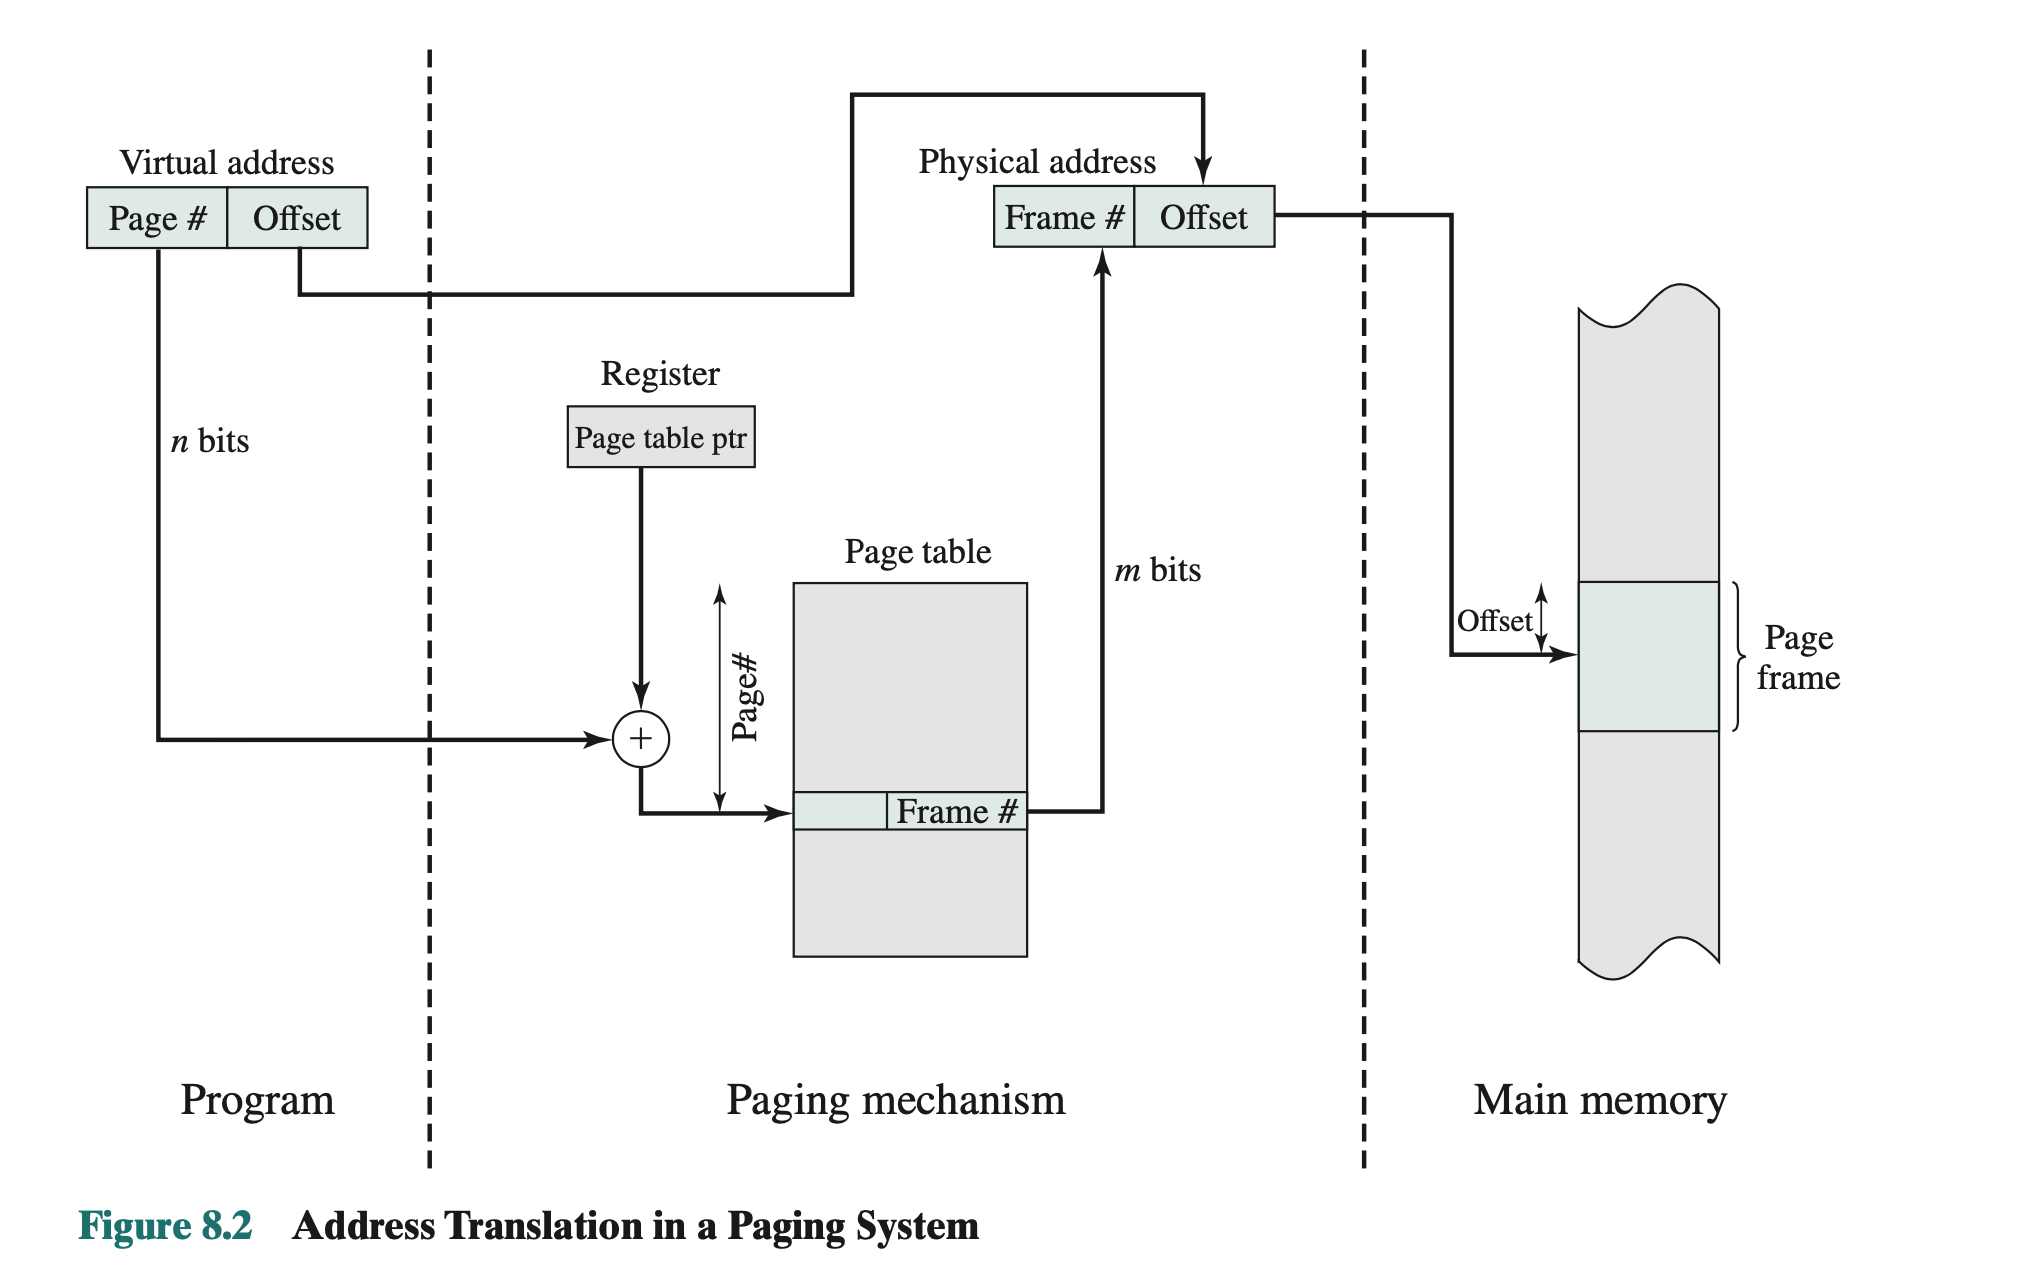 Virtual address
Page #
Offset
Physical address
Frame #
Offset
Register
Page table ptr
n bits
Page table
m bits
Page#
Frame #
Offset
Page
frame
+
Program
Paging mechanism
Main memory
Figure 8.2 Address Translation in a Paging System